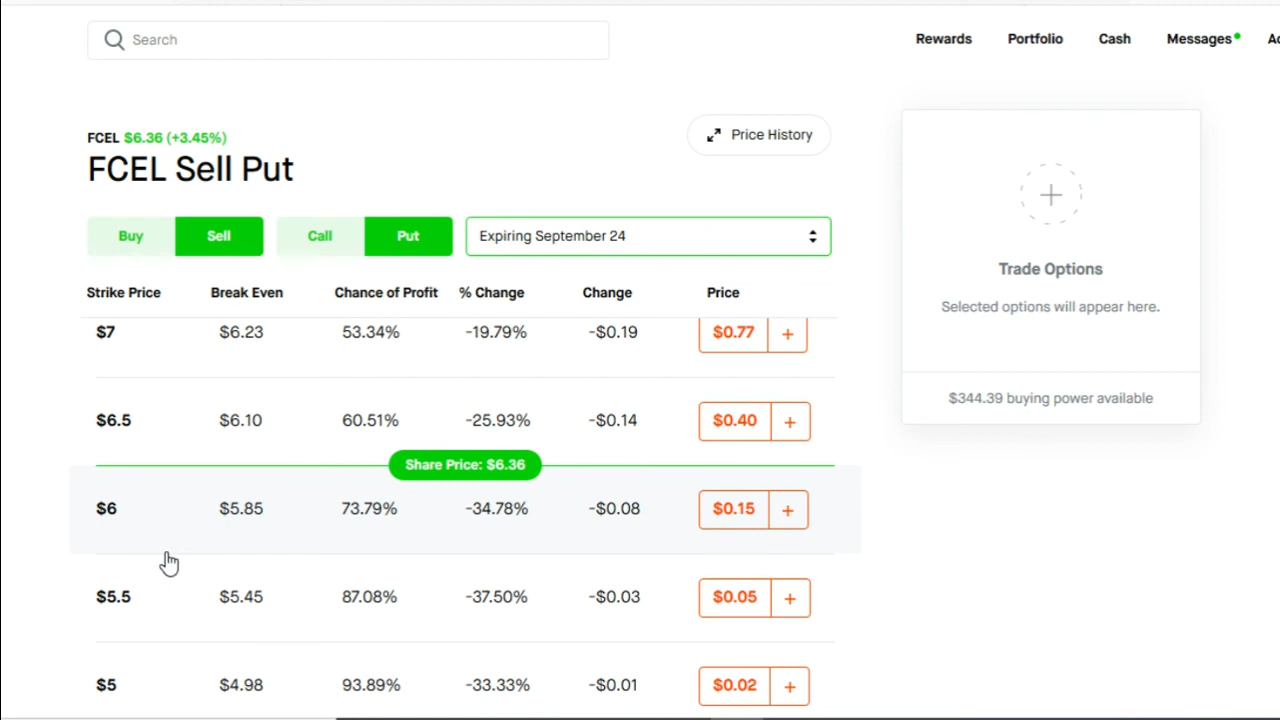 Search
Rewards Portfolio Cash Messages
FCEL $6.36 (+3.45%)
FCEL Sell Put
Price History
Buy Sell Call Put Expiring September 24
Strike Price Break Even Chance of Profit % Change Change Price
$7 $6.23 53.34% -19.79% -$0.19 $0.77 +
$6.5 $6.10 60.51% -25.93% -$0.14 $0.40 +
Share Price: $6.36
$6 $5.85 73.79% -34.78% -$0.08 $0.15 +
$5.5 $5.45 87.08% -37.50% -$0.03 $0.05 +
$5 $4.98 93.89% -33.33% -$0.01 $0.02 +
Trade Options
Selected options will appear here.
$344.39 buying power available